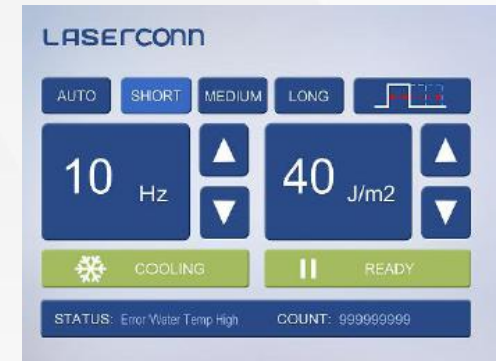 LASERCONN
AUTO SHORT MEDIUM LONG
10 Hz 40 J/m2
COOLING READY
STATUS: Error Water Temp High COUNT: 999999999